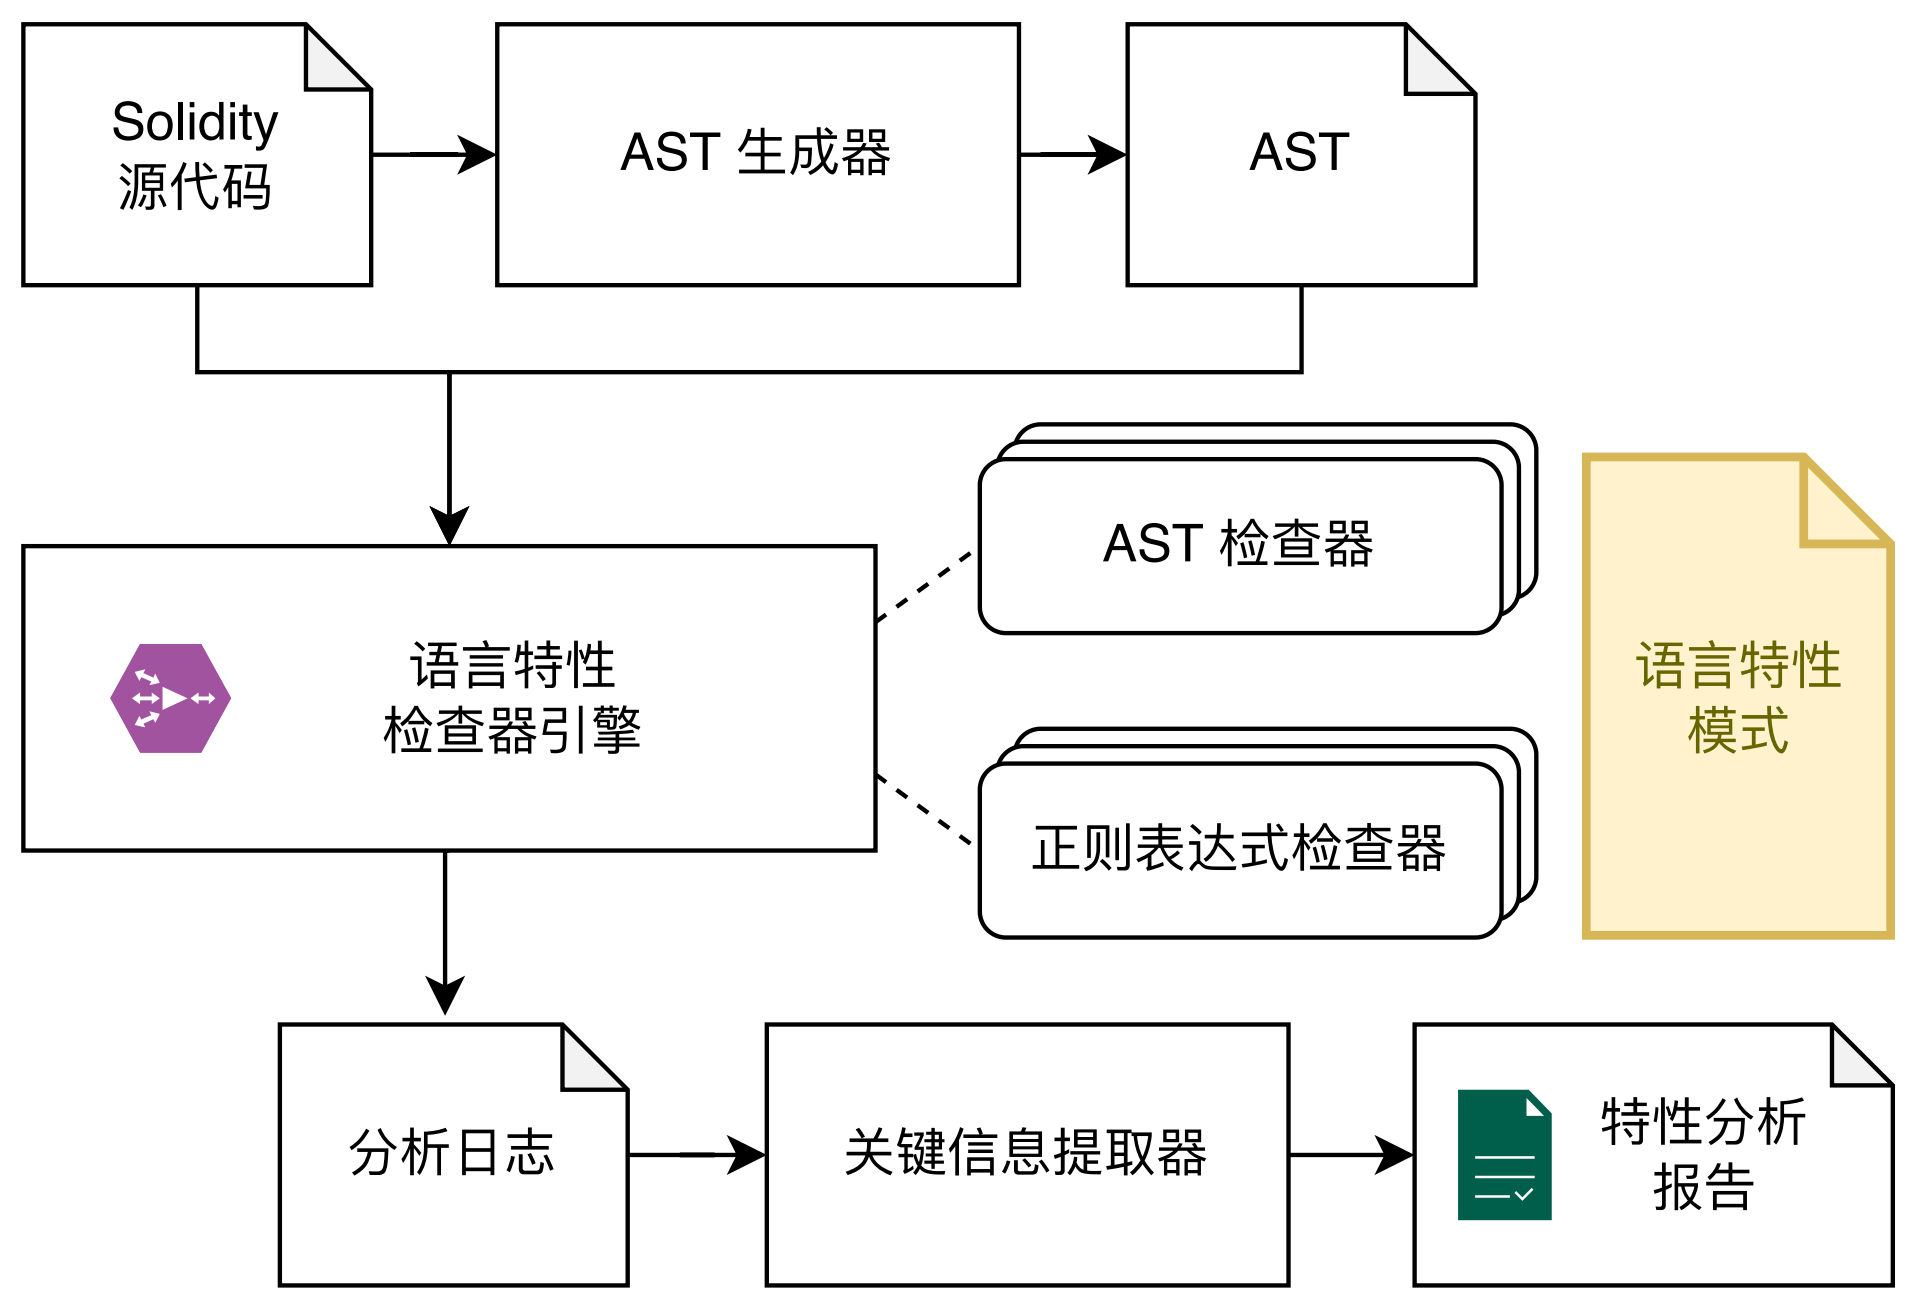 Solidity
源代码
AST 生成器
AST
语言特性
检查器引擎
AST 检查器
正则表达式检查器
语言特性
模式
分析日志
关键信息提取器
特性分析
报告